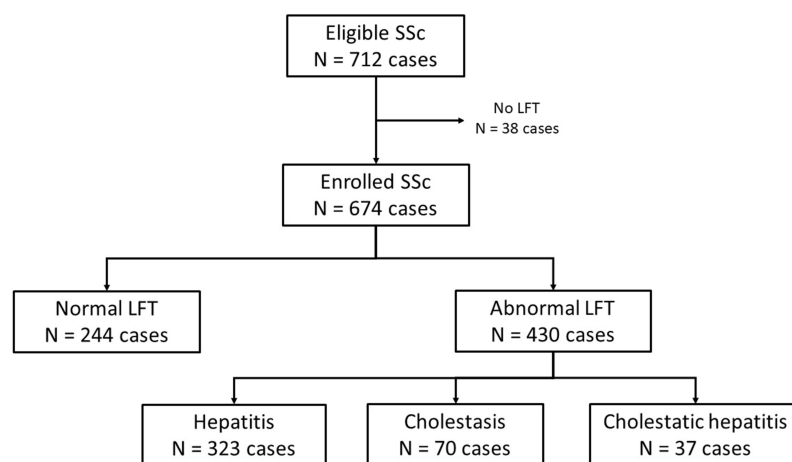 Eligible SSc
N = 712 cases
No LFT
N = 38 cases
Enrolled SSc
N = 674 cases
Normal LFT
N = 244 cases
Abnormal LFT
N = 430 cases
Hepatitis
N = 323 cases
Cholestasis
N = 70 cases
Cholestatic hepatitis
N = 37 cases